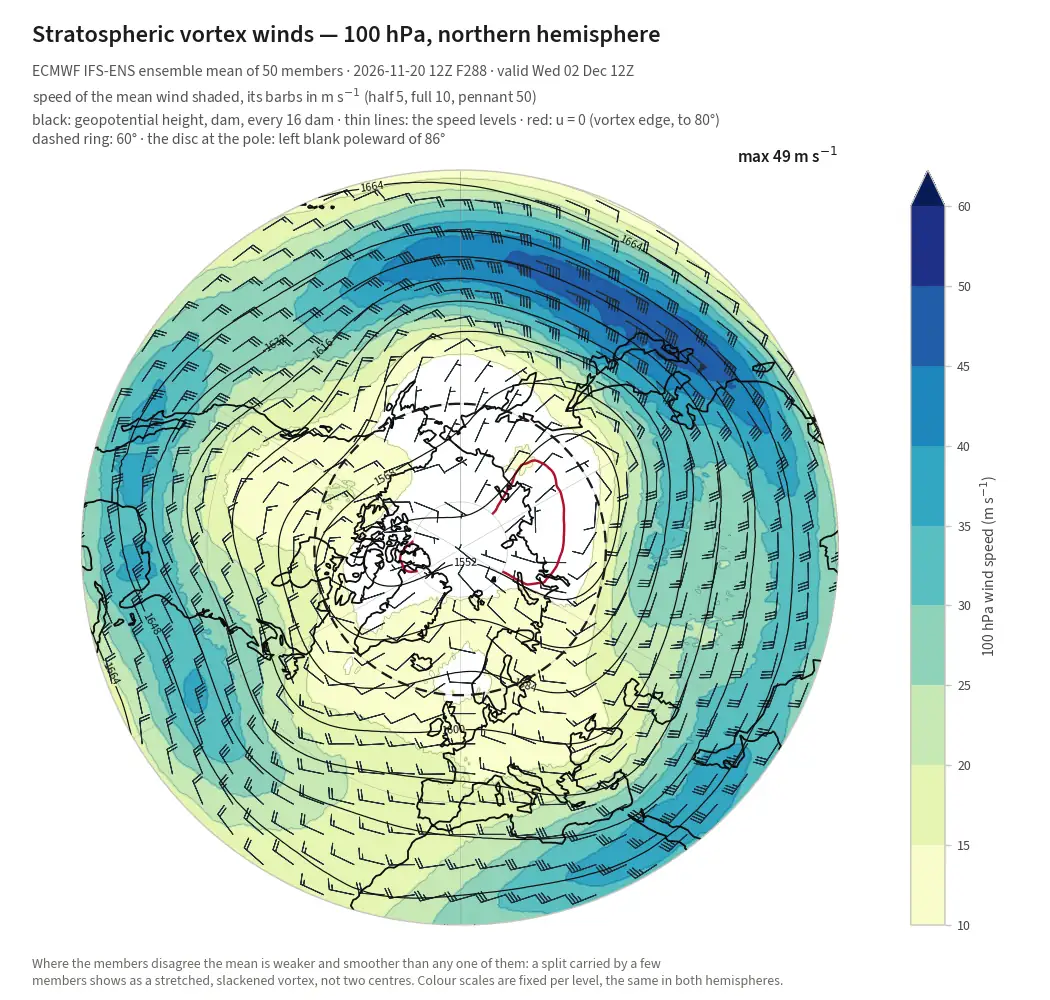 Stratospheric vortex winds — 100 hPa, northern hemisphere
ECMWF IFS-ENS ensemble mean of 50 members · 2026-11-20 12Z F288 · valid Wed 02 Dec 12Z
speed of the mean wind shaded, its barbs in m s⁻¹ (half 5, full 10, pennant 50)
black: geopotential height, dam, every 16 dam · thin lines: the speed levels · red: u = 0 (vortex edge, to 80°)
dashed ring: 60° · the disc at the pole: left blank poleward of 86°
max 49 m s⁻¹
1664
1664
1616
1552
1648
1664
1600
60
50
45
40
35
30
25
20
15
10
100 hPa wind speed (m s⁻¹)
Where the members disagree the mean is weaker and smoother than any one of them: a split carried by a few
members shows as a stretched, slackened vortex, not two centres. Colour scales are fixed per level, the same in both hemispheres.